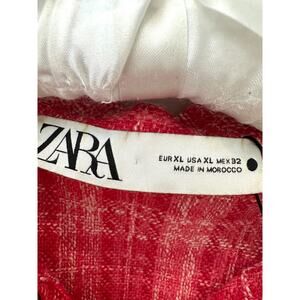 ZARA
EUR XL USA XL MEX 32
MADE IN MOROCCO